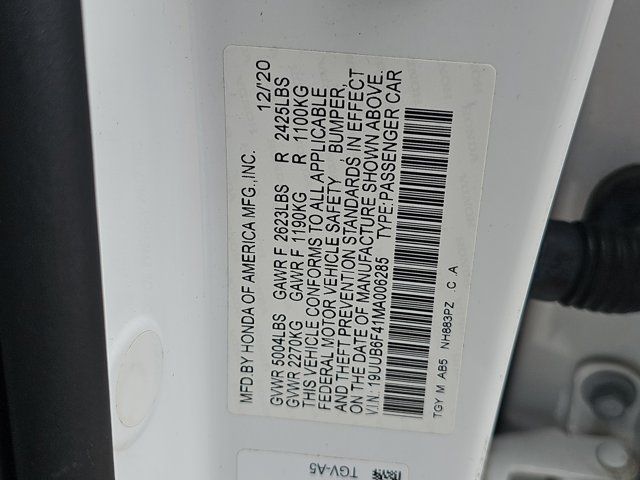 MFD.BY HONDA OF AMERICA MFG.,INC. 12/'20
GVWR 5004LBS GAWR F 2623LBS R 2425LBS
GVWR 2270KG GAWR F 1190KG R 1100KG
THIS VEHICLE CONFORMS TO ALL APPLICABLE
FEDERAL MOTOR VEHICLE SAFETY , BUMPER,
AND THEFT PREVENTION STANDARDS IN EFFECT
ON THE DATE OF MANUFACTURE SHOWN ABOVE.
V.I.N.:19UUB6F41MA006285 TYPE:PASSENGER CAR
TGY M AB5 NH883PZ .C .A
TGV-A5